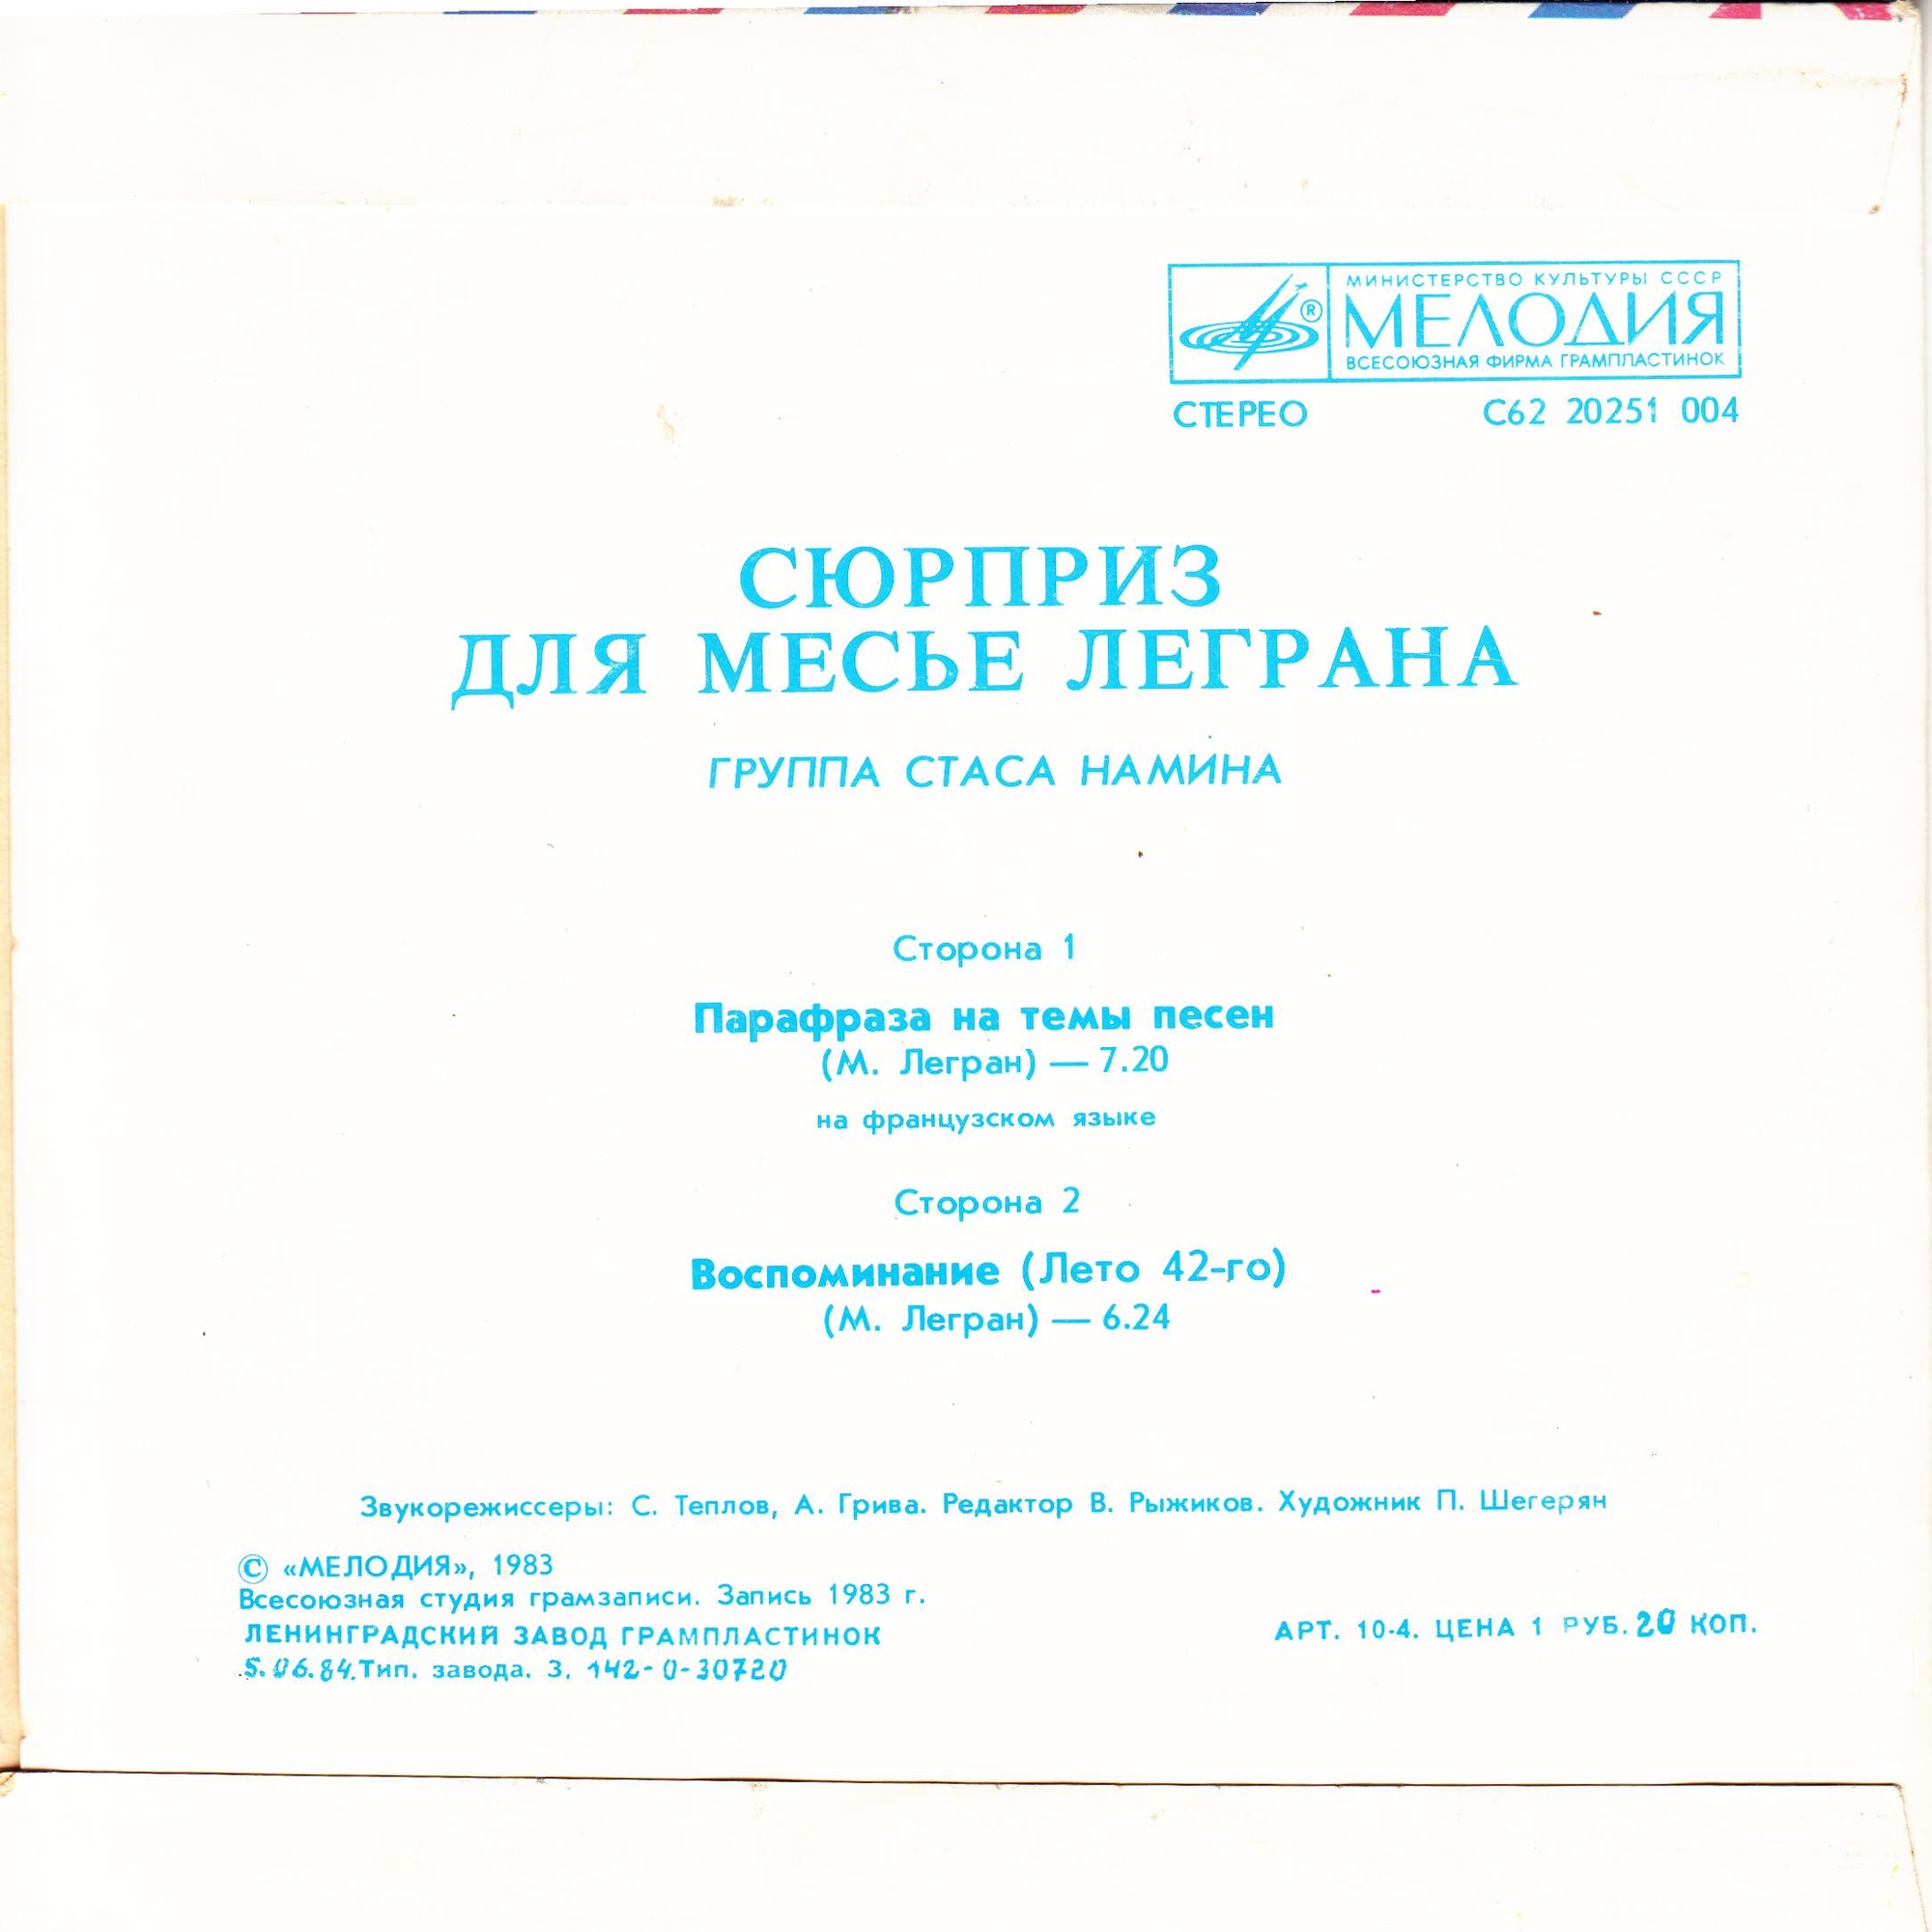 МИНИСТЕРСТВО КУЛЬТУРЫ СССР
® МЕЛОДИЯ
ВСЕСОЮЗНАЯ ФИРМА ГРАМПЛАСТИНОК
СТЕРЕО С62 20251 004
СЮРПРИЗ
ДЛЯ МЕСЬЕ ЛЕГРАНА
ГРУППА СТАСА НАМИНА
Сторона 1
Парафраза на темы песен
(М. Легран) — 7.20
на французском языке
Сторона 2
Воспоминание (Лето 42-го)
(М. Легран) — 6.24
Звукорежиссеры: С. Теплов, А. Грива. Редактор В. Рыжиков. Художник П. Шегерян
© «МЕЛОДИЯ», 1983
Всесоюзная студия грамзаписи. Запись 1983 г.
ЛЕНИНГРАДСКИЙ ЗАВОД ГРАМПЛАСТИНОК
АРТ. 10-4. ЦЕНА 1 РУБ. 20 КОП.
5.06.84. Тип. завода. З. 142-0-30720